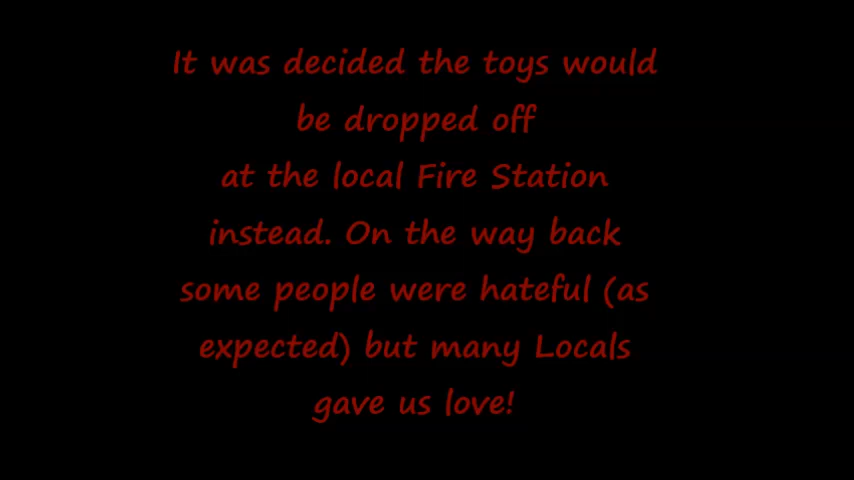 It was decided the toys would
be dropped off
at the local Fire Station
instead. On the way back
some people were hateful (as
expected) but many Locals
gave us love!